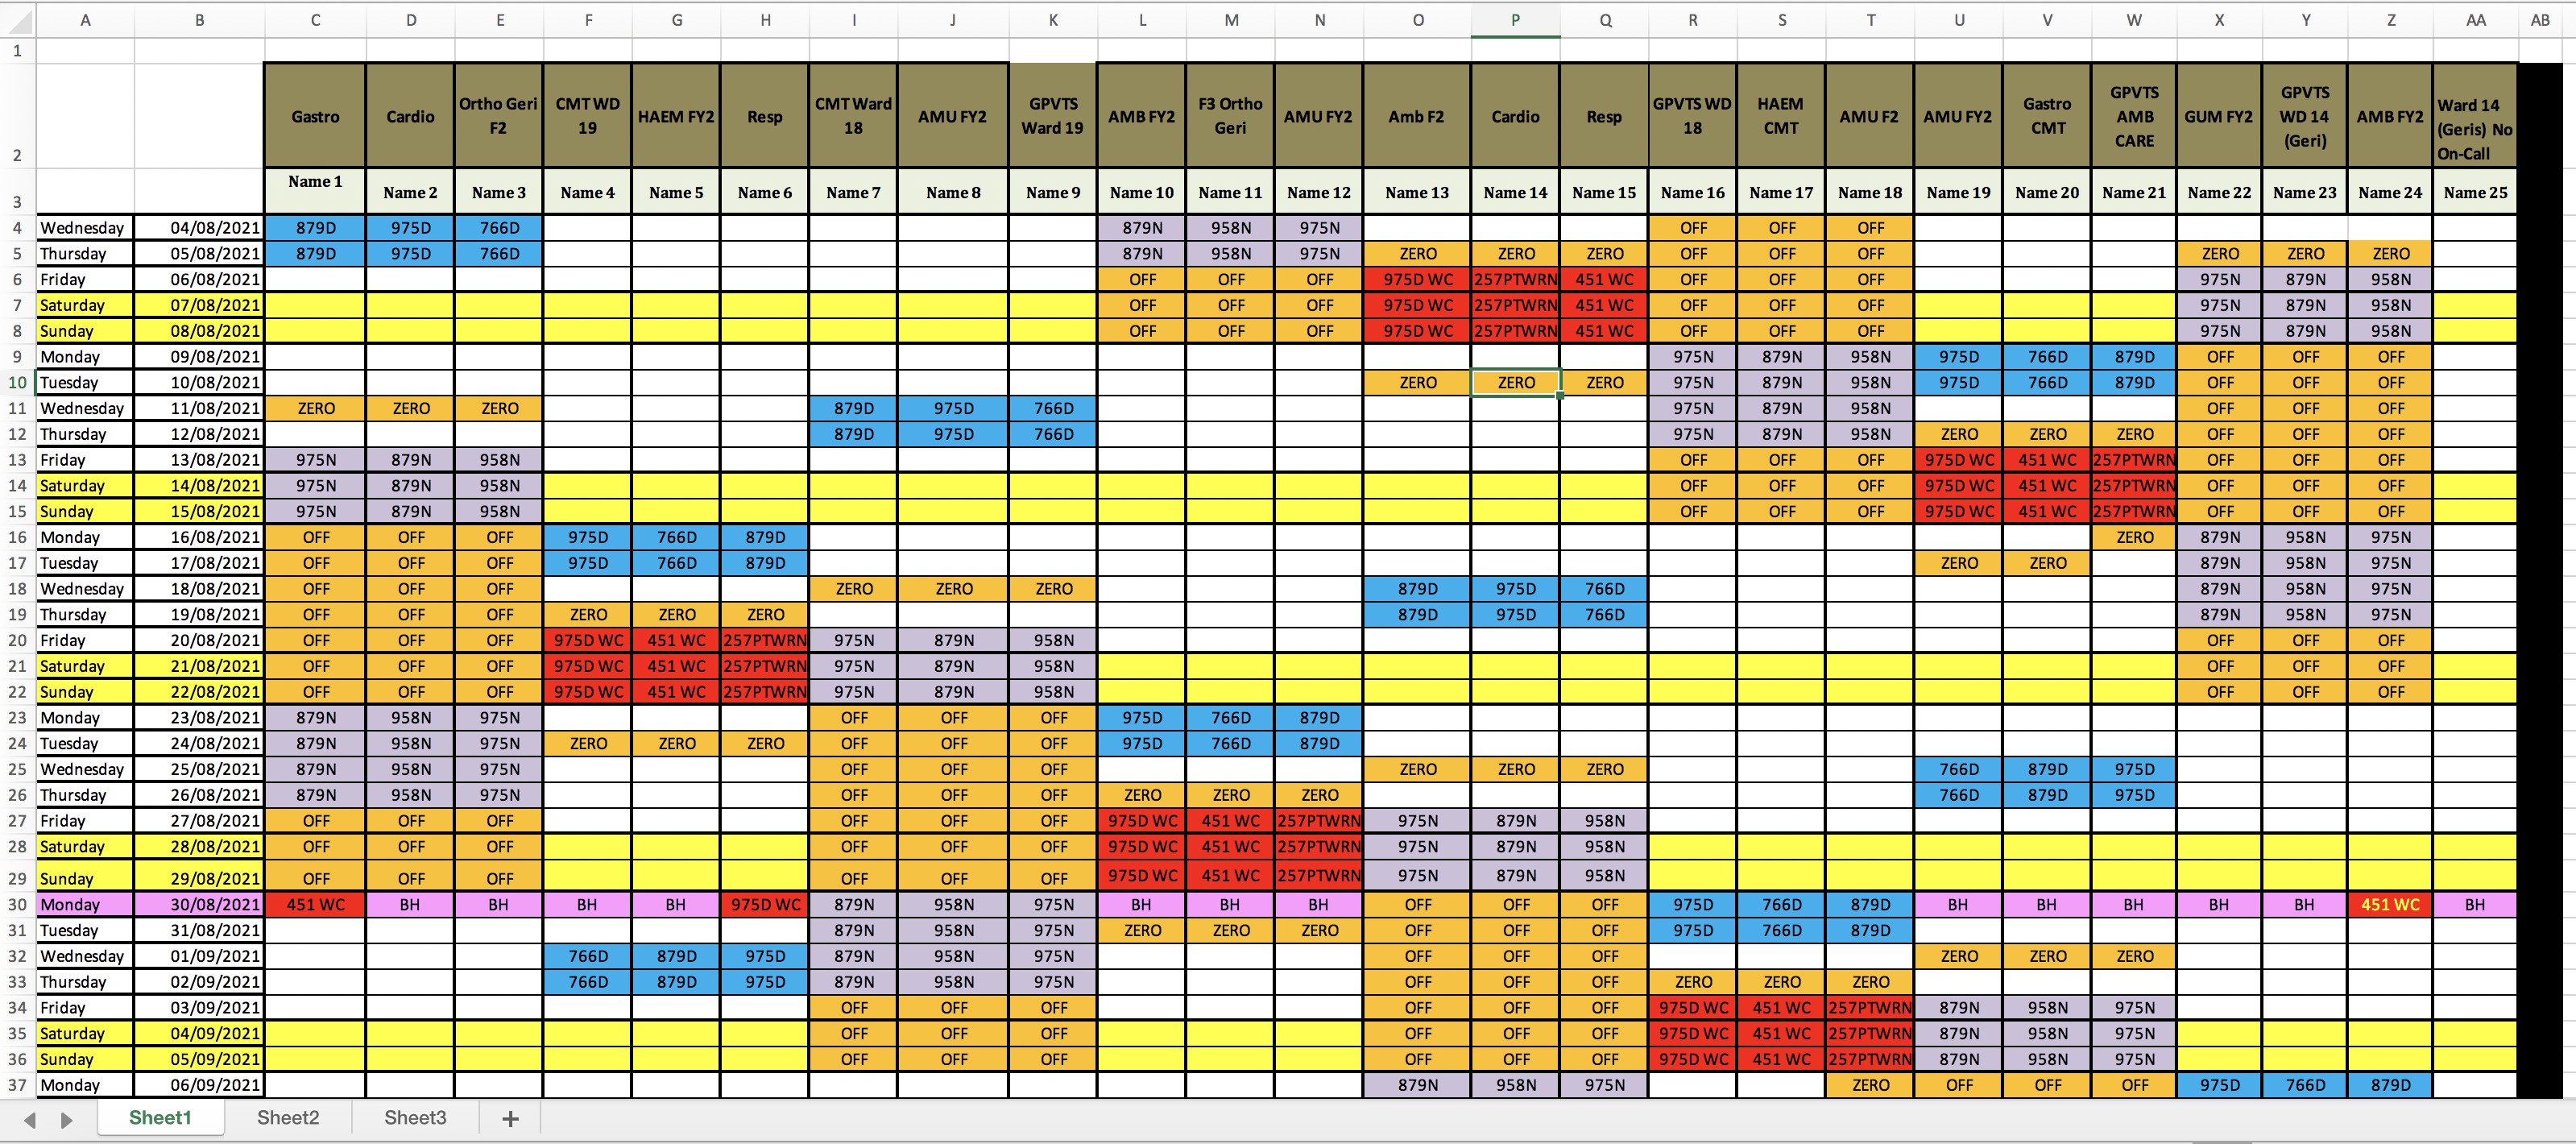 A B C D E F G H I J K L M N O P Q R S T U V W X Y Z AA AB
1
2 Gastro Cardio Ortho Geri F2 CMT WD 19 HAEM FY2 Resp CMT Ward 18 AMU FY2 GPVTS Ward 19 AMB FY2 F3 Ortho Geri AMU FY2 Amb F2 Cardio Resp GPVTS WD 18 HAEM CMT AMU F2 AMU FY2 Gastro CMT GPVTS AMB CARE GUM FY2 GPVTS WD 14 (Geri) AMB FY2 Ward 14 (Geris) No On-Call
3 Name 1 Name 2 Name 3 Name 4 Name 5 Name 6 Name 7 Name 8 Name 9 Name 10 Name 11 Name 12 Name 13 Name 14 Name 15 Name 16 Name 17 Name 18 Name 19 Name 20 Name 21 Name 22 Name 23 Name 24 Name 25
4 Wednesday 04/08/2021 879D 975D 766D 879N 958N 975N OFF OFF OFF
5 Thursday 05/08/2021 879D 975D 766D 879N 958N 975N ZERO ZERO ZERO OFF OFF OFF ZERO ZERO ZERO
6 Friday 06/08/2021 OFF OFF OFF 975D WC 257PTWRN 451 WC OFF OFF OFF 975N 879N 958N
7 Saturday 07/08/2021 OFF OFF OFF 975D WC 257PTWRN 451 WC OFF OFF OFF 975N 879N 958N
8 Sunday 08/08/2021 OFF OFF OFF 975D WC 257PTWRN 451 WC OFF OFF OFF 975N 879N 958N
9 Monday 09/08/2021 975N 879N 958N 975D 766D 879D OFF OFF OFF
10 Tuesday 10/08/2021 ZERO ZERO ZERO 975N 879N 958N 975D 766D 879D OFF OFF OFF
11 Wednesday 11/08/2021 ZERO ZERO ZERO 879D 975D 766D 975N 879N 958N OFF OFF OFF
12 Thursday 12/08/2021 879D 975D 766D 975N 879N 958N ZERO ZERO ZERO OFF OFF OFF
13 Friday 13/08/2021 975N 879N 958N OFF OFF OFF 975D WC 451 WC 257PTWRN OFF OFF OFF
14 Saturday 14/08/2021 975N 879N 958N OFF OFF OFF 975D WC 451 WC 257PTWRN OFF OFF OFF
15 Sunday 15/08/2021 975N 879N 958N OFF OFF OFF 975D WC 451 WC 257PTWRN OFF OFF OFF
16 Monday 16/08/2021 OFF OFF OFF 975D 766D 879D ZERO 879N 958N 975N
17 Tuesday 17/08/2021 OFF OFF OFF 975D 766D 879D ZERO ZERO 879N 958N 975N
18 Wednesday 18/08/2021 OFF OFF OFF ZERO ZERO ZERO 879D 975D 766D 879N 958N 975N
19 Thursday 19/08/2021 OFF OFF OFF ZERO ZERO ZERO 879D 975D 766D 879N 958N 975N
20 Friday 20/08/2021 OFF OFF OFF 975D WC 451 WC 257PTWRN 975N 879N 958N OFF OFF OFF
21 Saturday 21/08/2021 OFF OFF OFF 975D WC 451 WC 257PTWRN 975N 879N 958N OFF OFF OFF
22 Sunday 22/08/2021 OFF OFF OFF 975D WC 451 WC 257PTWRN 975N 879N 958N OFF OFF OFF
23 Monday 23/08/2021 879N 958N 975N OFF OFF OFF 975D 766D 879D
24 Tuesday 24/08/2021 879N 958N 975N ZERO ZERO ZERO OFF OFF OFF 975D 766D 879D
25 Wednesday 25/08/2021 879N 958N 975N OFF OFF OFF ZERO ZERO ZERO 766D 879D 975D
26 Thursday 26/08/2021 879N 958N 975N OFF OFF OFF ZERO ZERO ZERO 766D 879D 975D
27 Friday 27/08/2021 OFF OFF OFF OFF OFF OFF 975D WC 451 WC 257PTWRN 975N 879N 958N
28 Saturday 28/08/2021 OFF OFF OFF OFF OFF OFF 975D WC 451 WC 257PTWRN 975N 879N 958N
29 Sunday 29/08/2021 OFF OFF OFF OFF OFF OFF 975D WC 451 WC 257PTWRN 975N 879N 958N
30 Monday 30/08/2021 451 WC BH BH BH BH 975D WC 879N 958N 975N BH BH BH OFF OFF OFF 975D 766D 879D BH BH BH BH BH 451 WC BH
31 Tuesday 31/08/2021 879N 958N 975N ZERO ZERO ZERO OFF OFF OFF 975D 766D 879D
32 Wednesday 01/09/2021 766D 879D 975D 879N 958N 975N OFF OFF OFF ZERO ZERO ZERO
33 Thursday 02/09/2021 766D 879D 975D 879N 958N 975N OFF OFF OFF ZERO ZERO ZERO
34 Friday 03/09/2021 OFF OFF OFF OFF OFF OFF 975D WC 451 WC 257PTWRN 879N 958N 975N
35 Saturday 04/09/2021 OFF OFF OFF OFF OFF OFF 975D WC 451 WC 257PTWRN 879N 958N 975N
36 Sunday 05/09/2021 OFF OFF OFF OFF OFF OFF 975D WC 451 WC 257PTWRN 879N 958N 975N
37 Monday 06/09/2021 879N 958N 975N ZERO OFF OFF OFF 975D 766D 879D
Sheet1 Sheet2 Sheet3 +